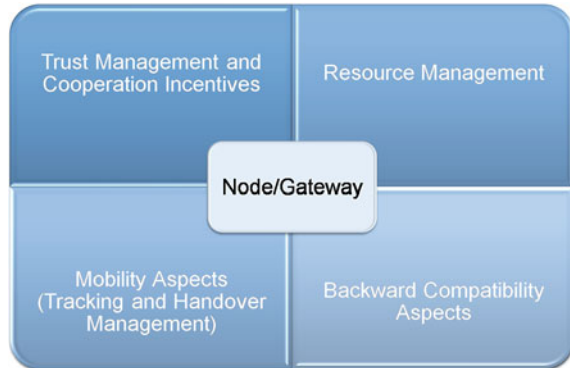 Trust Management and
Cooperation Incentives
Resource Management
Node/Gateway
Mobility Aspects
(Tracking and Handover
Management)
Backward Compatibility
Aspects